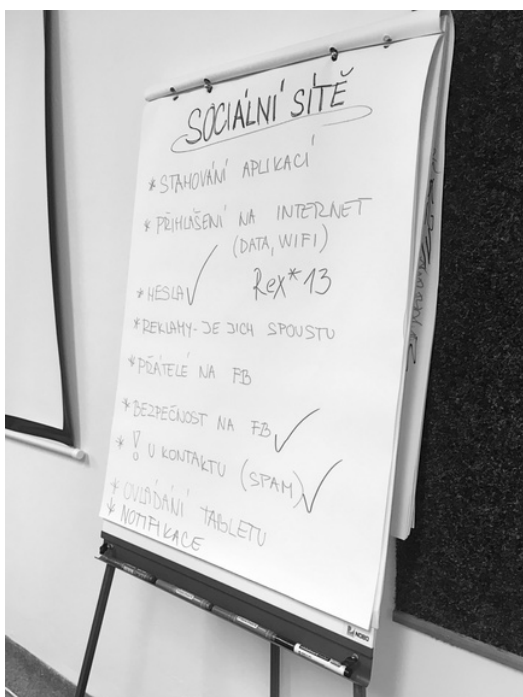 SOCIÁLNÍ SÍTĚ
* STAHOVÁNÍ APLIKACÍ
* PŘIHLÁŠENÍ NA INTERNET
(DATA, WIFI)
* HESLA √ Rex*13
* REKLAMY - JE JICH SPOUSTU
* PŘÁTELÉ NA FB
* BEZPEČNOST NA FB √
* ! U KONTAKTU (SPAM) √
* OVLÁDÁNÍ TABLETU
* NOTIFIKACE
NOBO